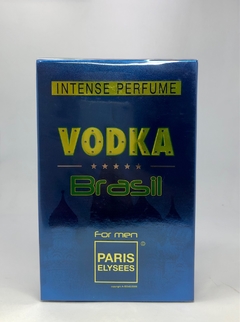 INTENSE PERFUME
VODKA
Brasil
For men
PARIS
ELYSEES